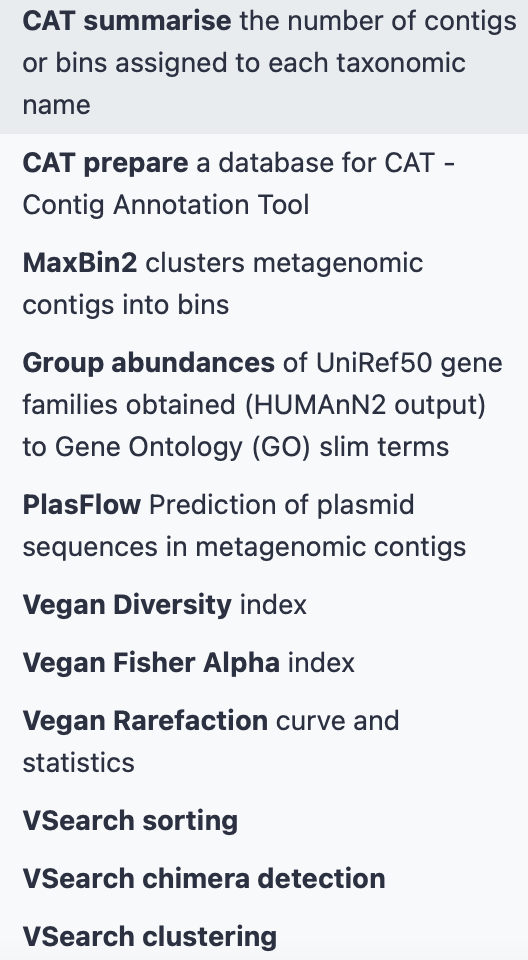 CAT summarise the number of contigs
or bins assigned to each taxonomic
name
CAT prepare a database for CAT -
Contig Annotation Tool
MaxBin2 clusters metagenomic
contigs into bins
Group abundances of UniRef50 gene
families obtained (HUMAnN2 output)
to Gene Ontology (GO) slim terms
PlasFlow Prediction of plasmid
sequences in metagenomic contigs
Vegan Diversity index
Vegan Fisher Alpha index
Vegan Rarefaction curve and
statistics
VSearch sorting
VSearch chimera detection
VSearch clustering